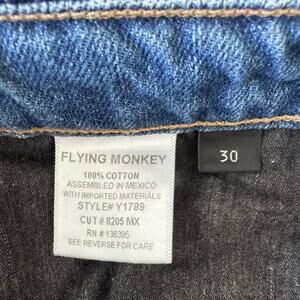 FLYING MONKEY
100% COTTON
ASSEMBLED IN MEXICO
WITH IMPORTED MATERIALS
STYLE# Y1789
CUT # 8205 MX
RN # 138395
SEE REVERSE FOR CARE
30